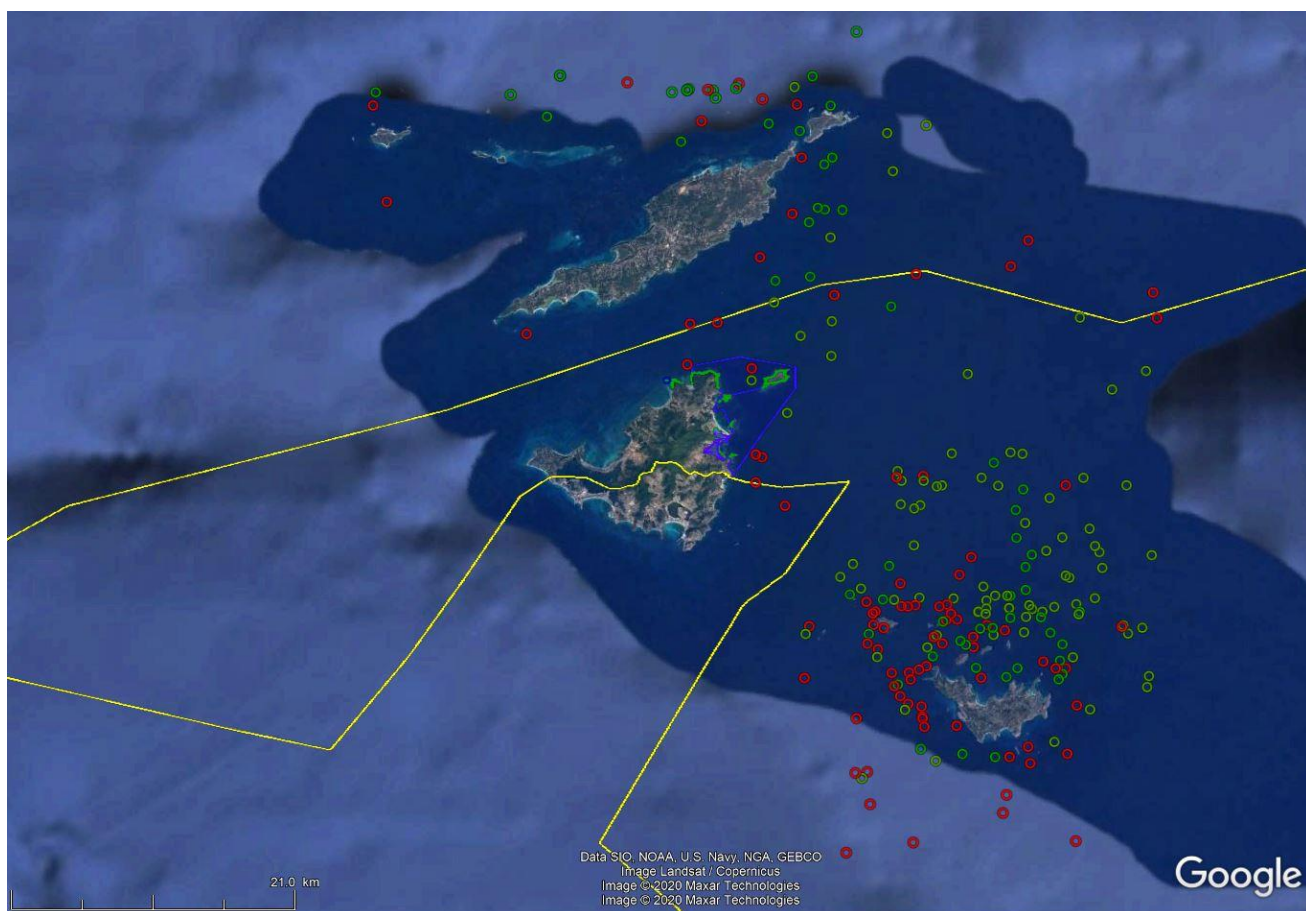 Data SIO, NOAA, U.S. Navy, NGA, GEBCO
Image Landsat / Copernicus
Image © 2020 Maxar Technologies
Image © 2020 Maxar Technologies
21.0 km
Google